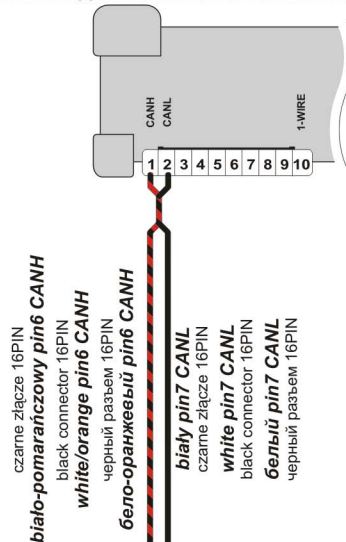 CANH
CANL
1-WIRE
1 2 3 4 5 6 7 8 9 10
czarne złącze 16PIN
biało-pomarańczowy pin6 CANH
black connector 16PIN
white/orange pin6 CANH
черный разъем 16PIN
бело-оранжевый pin6 CANH
biały pin7 CANL
czarne złącze 16PIN
white pin7 CANL
black connector 16PIN
белый pin7 CANL
черный разъем 16PIN